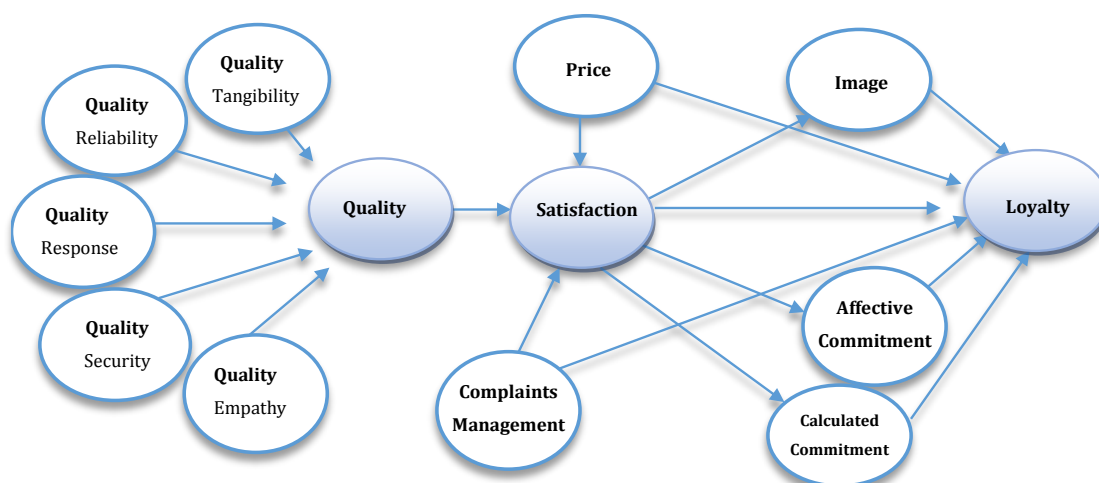 Quality
Tangibility
Quality
Reliability
Quality
Response
Quality
Security
Quality
Empathy
Quality
Price
Satisfaction
Complaints
Management
Image
Loyalty
Affective
Commitment
Calculated
Commitment